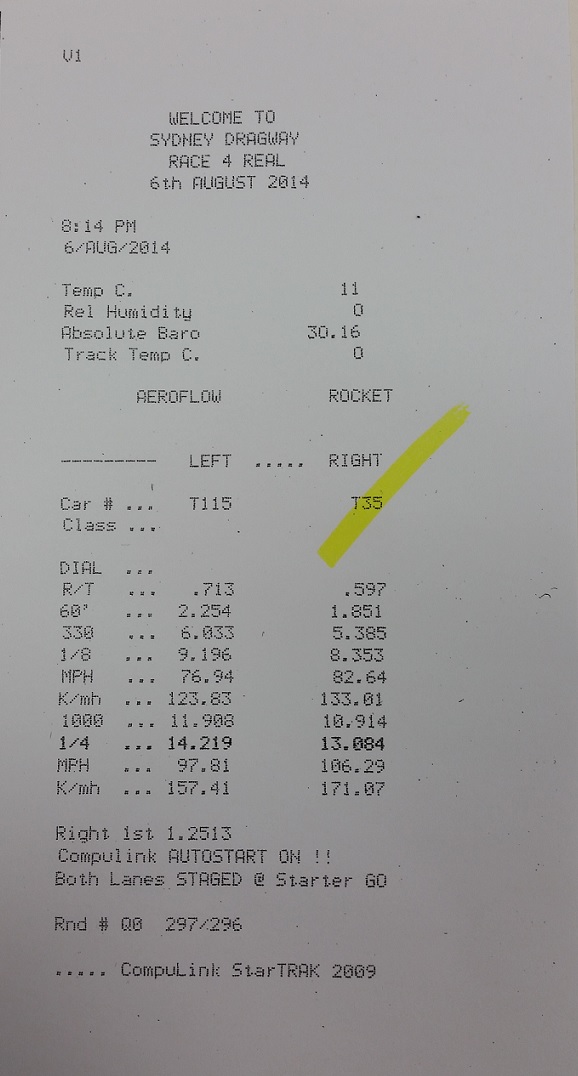 V1
WELCOME TO
SYDNEY DRAGWAY
RACE 4 REAL
6th AUGUST 2014
8:14 PM
6/AUG/2014
Temp C. 11
Rel Humidity 0
Absolute Baro 30.16
Track Temp C. 0
AEROFLOW ROCKET
--------- LEFT ..... RIGHT
Car # ... T115 T35
Class ...
DIAL ...
R/T ... .713 .597
60' ... 2.254 1.851
330 ... 6.033 5.385
1/8 ... 9.196 8.353
MPH ... 76.94 82.64
K/mh ... 123.83 133.01
1000 ... 11.908 10.914
1/4 ... 14.219 13.084
MPH ... 97.81 106.29
K/mh ... 157.41 171.07
Right 1st 1.2513
Compulink AUTOSTART ON !!
Both Lanes STAGED @ Starter GO
Rnd # Q0 297/296
..... CompuLink StarTRAK 2009